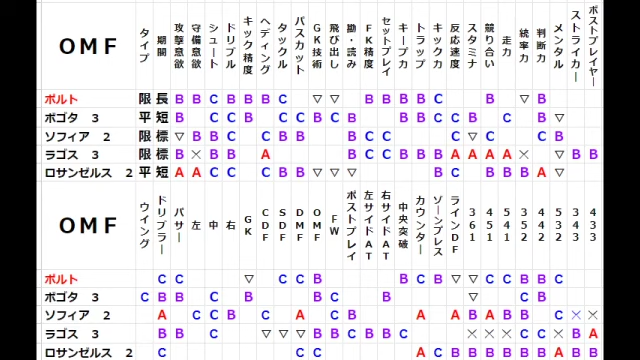 OMF タイプ 期間 攻撃意欲 守備意欲 シュート ドリブル キック精度 ヘディング タックル パスカット GK技術 飛び出し 勘・読み FK精度 セットプレイ キープ力 トラップ キック力 反応速度 スタミナ 競り合い 走力 統率力 判断力 メンタル ストライカー ポストプレイヤー
ポルト 限 長 B B C B B B C ▽ ▽ B B B B C B ▽ B
ボゴタ 3 平 短 B C C B C C B C B B B C C B C B ▽
ソフィア 2 限 標 ▽ B B C C B B B C C C ▽ C C B
ラゴス 3 限 標 B × B B A B C C B B B A A A A × ▽ B B
ロサンゼルス 2 平 短 A A C C C B B ▽ ▽ ▽ B C B B B A ▽
OMF ウイング ドリブラー パサー 左 中 右 GK CDF SDF DMF OMF FW ポストプレイ 左サイドAT 右サイドAT 中央突破 カウンター ゾーンプレス ラインDF 361 451 541 352 442 532 343 433
ポルト C C ▽ C C B B C B ▽ ▽ C C B B C
ボゴタ 3 C B B C B B C B ▽ C B
ソフィア 2 A C C B C A C B A A B A B B C × ×
ラゴス 3 B B C ▽ ▽ ▽ B B C B B C × × × C C × B A
ロサンゼルス 2 C C C A C B B B B B A B B